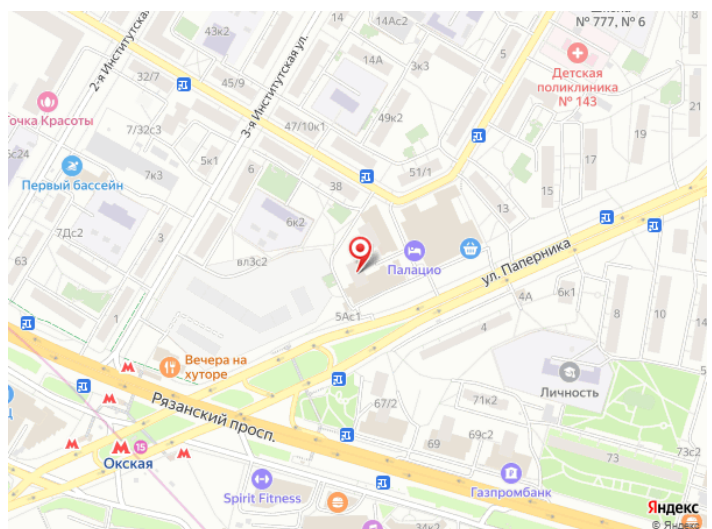 Школа
№ 777, № 6
43к2
14Ас2
2-я Институтская ул.
3-я Институтская ул.
14А
3к3
32/7
45/9
Детская
поликлиника
№ 143
Точка Красоты
49к2
21
7/32с3
47/10к1
19
5к1
51/1
17
6с24
6
Первый бассейн
7к3
38
15
13
6к2
7Дс2
3
63
вл3с2
Палацио
ул. Паперника
4А
6к1
1
5Ас1
8
10
4
Вечера на
хуторе
Личность
Рязанский просп.
67/2
71к2
69
69с2
73
73с2
15
Окская
Spirit Fitness
Газпромбанк
34к2
Яндекс
© Яндекс